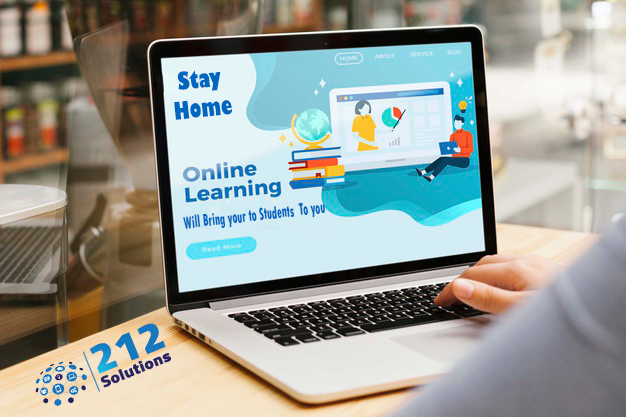 HOME ABOUT SERVICE BLOG
Stay
Home
Online
Learning
Will Bring your to Students To you
Read More
212
Solutions